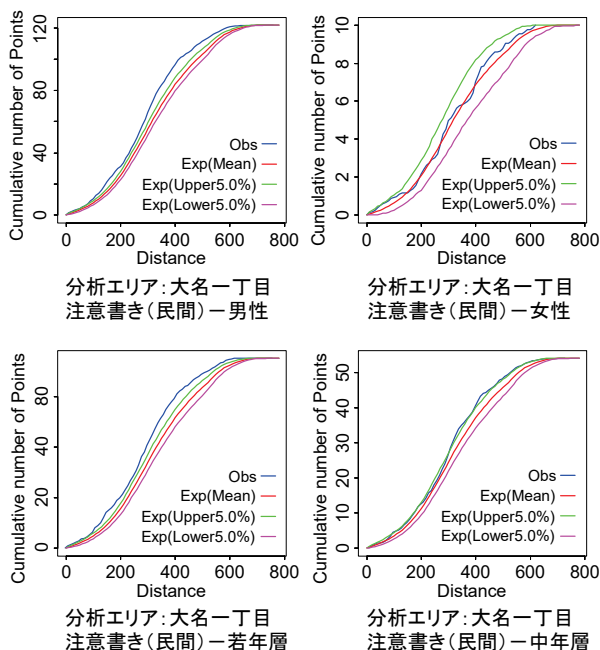 Cumulative number of Points
120
80
40
0
Obs
Exp(Mean)
Exp(Upper5.0%)
Exp(Lower5.0%)
0 200 400 600 800
Distance
分析エリア:大名一丁目
注意書き(民間)－男性
Cumulative number of Points
10
8
6
4
2
0
Obs
Exp(Mean)
Exp(Upper5.0%)
Exp(Lower5.0%)
0 200 400 600 800
Distance
分析エリア:大名一丁目
注意書き(民間)－女性
Cumulative number of Points
80
40
20
0
Obs
Exp(Mean)
Exp(Upper5.0%)
Exp(Lower5.0%)
0 200 400 600 800
Distance
分析エリア:大名一丁目
注意書き(民間)－若年層
Cumulative number of Points
50
40
30
20
10
0
Obs
Exp(Mean)
Exp(Upper5.0%)
Exp(Lower5.0%)
0 200 400 600 800
Distance
分析エリア:大名一丁目
注意書き(民間)－中年層